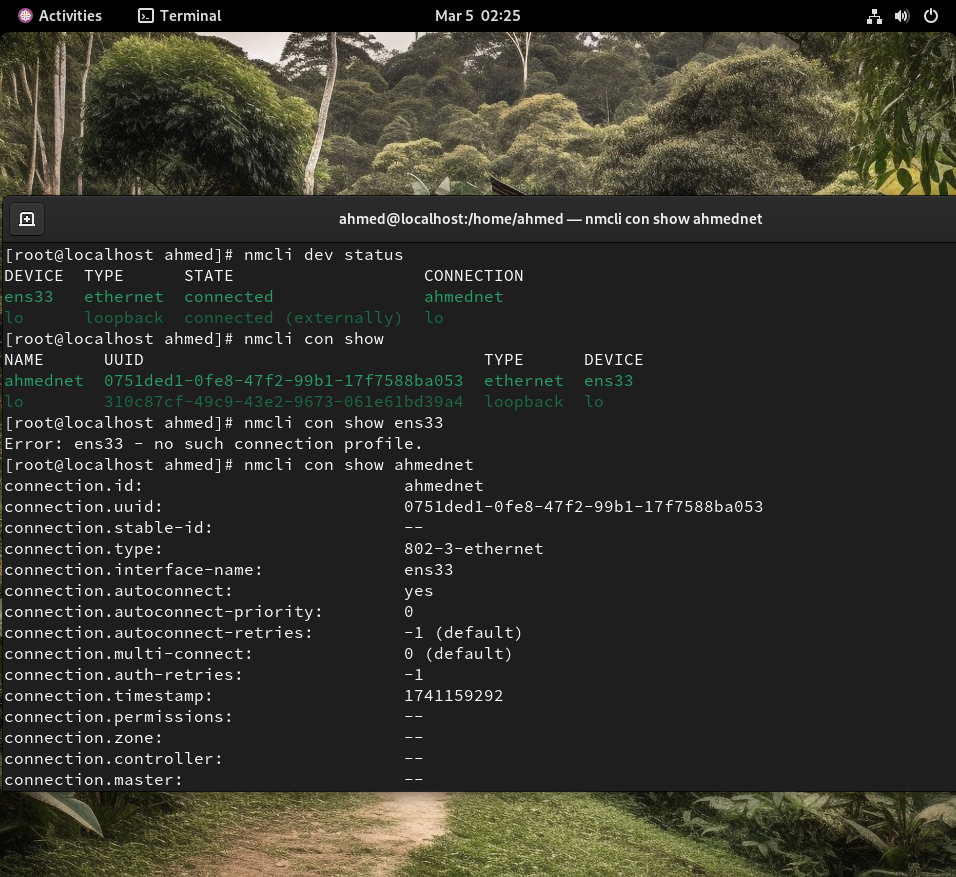 Activities Terminal Mar 5 02:25
ahmed@localhost:/home/ahmed — nmcli con show ahmednet
[root@localhost ahmed]# nmcli dev status
DEVICE  TYPE      STATE                   CONNECTION
ens33   ethernet  connected               ahmednet
lo      loopback  connected (externally)  lo
[root@localhost ahmed]# nmcli con show
NAME      UUID                                  TYPE      DEVICE
ahmednet  0751ded1-0fe8-47f2-99b1-17f7588ba053  ethernet  ens33
lo        310c87cf-49c9-43e2-9673-061e61bd39a4  loopback  lo
[root@localhost ahmed]# nmcli con show ens33
Error: ens33 - no such connection profile.
[root@localhost ahmed]# nmcli con show ahmednet
connection.id:                          ahmednet
connection.uuid:                        0751ded1-0fe8-47f2-99b1-17f7588ba053
connection.stable-id:                   --
connection.type:                        802-3-ethernet
connection.interface-name:              ens33
connection.autoconnect:                 yes
connection.autoconnect-priority:        0
connection.autoconnect-retries:         -1 (default)
connection.multi-connect:               0 (default)
connection.auth-retries:                -1
connection.timestamp:                   1741159292
connection.permissions:                 --
connection.zone:                        --
connection.controller:                  --
connection.master:                      --